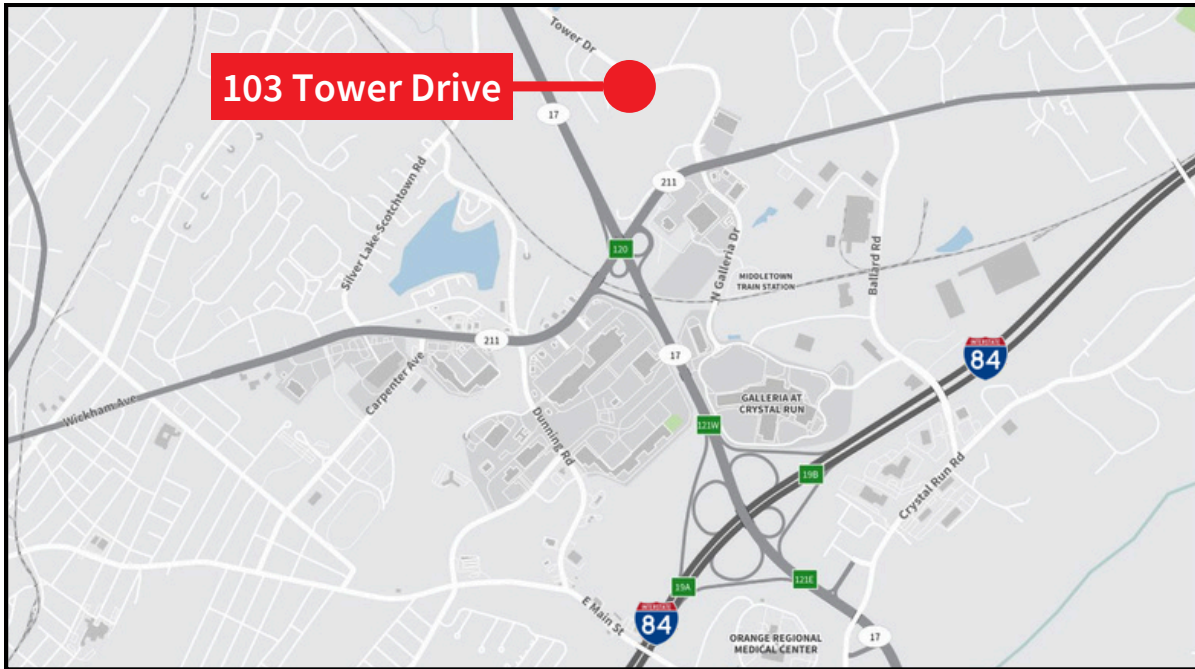 Tower Dr
103 Tower Drive
17
Silver Lake-Scotchtown Rd
211
120
N Galleria Dr
Ballard Rd
MIDDLETOWN
TRAIN STATION
211
17
INTERSTATE
84
Carpenter Ave
Wickham Ave
GALLERIA AT
CRYSTAL RUN
Dunning Rd
121W
19B
Crystal Run Rd
19A
121E
E Main St
INTERSTATE
84
ORANGE REGIONAL
MEDICAL CENTER
17